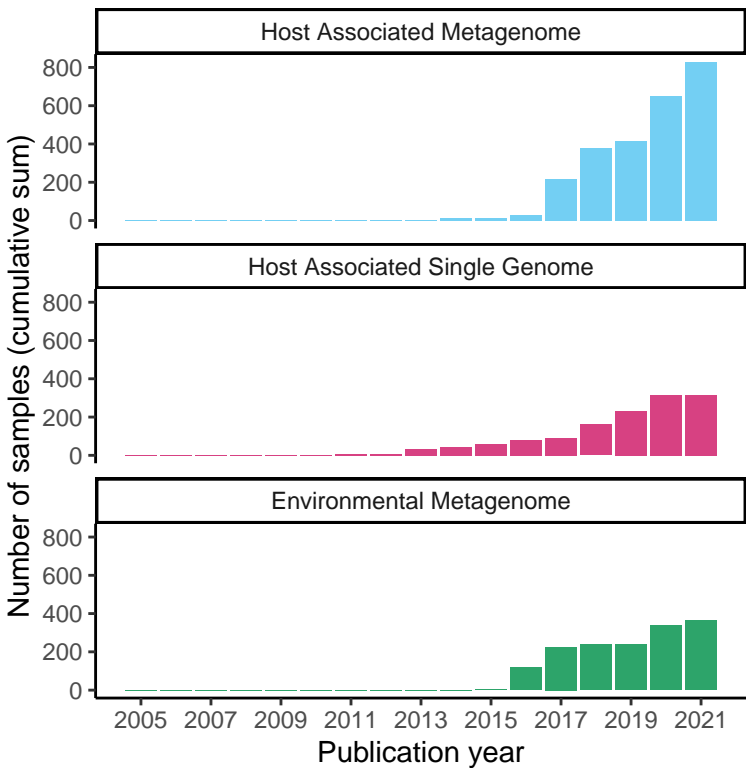 Host Associated Metagenome
800
600
400
200
0
Host Associated Single Genome
800
600
400
200
0
Environmental Metagenome
800
600
400
200
0
2005 2007 2009 2011 2013 2015 2017 2019 2021
Publication year
Number of samples (cumulative sum)